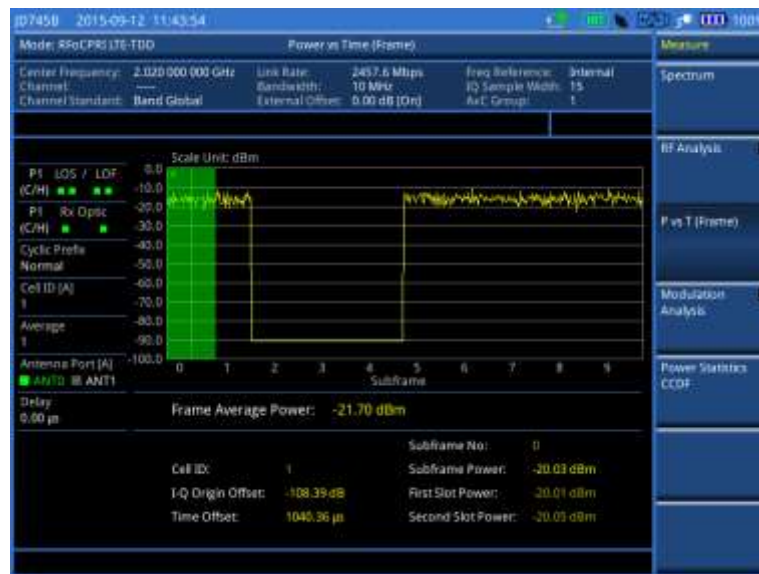 JD745B 2015-09-12 11:43:54
Mode: RFoCPRI LTE-TDD Power vs Time (Frame) Measure
Center Frequency: 2.020 000 000 GHz Link Rate: 2457.6 Mbps Freq Reference: Internal
Channel: ---- Bandwidth: 10 MHz IQ Sample Width: 15
Channel Standard: Band Global External Offset: 0.00 dB [On] AxC Group: 1
Spectrum
RF Analysis
P vs T (Frame)
Modulation
Analysis
Power Statistics
CCDF
P1 LOS / LOF
(C/H)
P1 Rx Optic
(C/H)
Cyclic Prefix
Normal
Cell ID [A]
1
Average
1
Antenna Port [A]
ANT0 ANT1
Delay
0.00 µs
Scale Unit: dBm
0.0
-10.0
-20.0
-30.0
-40.0
-50.0
-60.0
-70.0
-80.0
-90.0
-100.0
0 1 2 3 4 5 6 7 8 9
Subframe
Frame Average Power: -21.70 dBm
Subframe No: 0
Cell ID: 1 Subframe Power: -20.03 dBm
I-Q Origin Offset: -108.39 dB First Slot Power: -20.01 dBm
Time Offset: 1040.36 µs Second Slot Power: -20.05 dBm